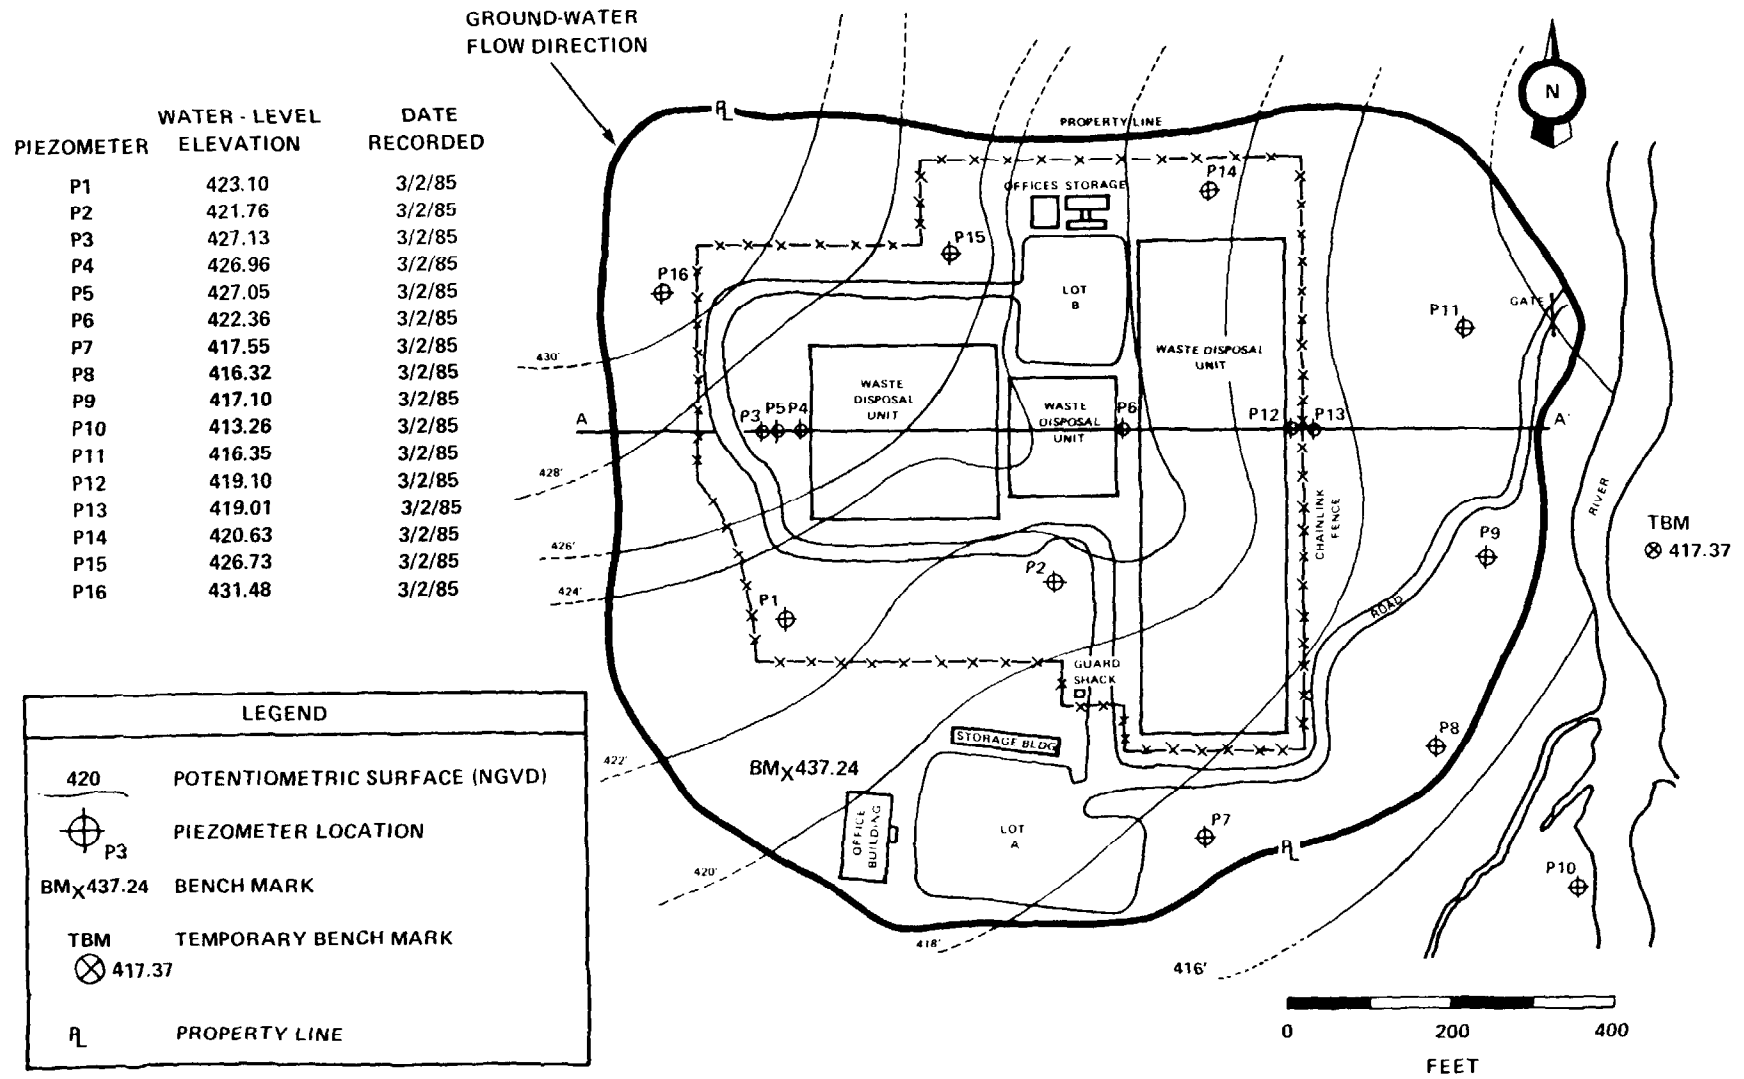 GROUND-WATER
FLOW DIRECTION
PIEZOMETER WATER - LEVEL ELEVATION DATE RECORDED
P1 423.10 3/2/85
P2 421.76 3/2/85
P3 427.13 3/2/85
P4 426.96 3/2/85
P5 427.05 3/2/85
P6 422.36 3/2/85
P7 417.55 3/2/85
P8 416.32 3/2/85
P9 417.10 3/2/85
P10 413.26 3/2/85
P11 416.35 3/2/85
P12 419.10 3/2/85
P13 419.01 3/2/85
P14 420.63 3/2/85
P15 426.73 3/2/85
P16 431.48 3/2/85
PL
PROPERTY LINE
N
P14
OFFICES STORAGE
P15
P16
LOT
B
P11
GATE
430'
WASTE DISPOSAL
UNIT
WASTE
DISPOSAL
UNIT
A
P3 P5 P4
WASTE
DISPOSAL
UNIT
P6
P12
P13
A'
428'
RIVER
CHAINLINK
FENCE
TBM
417.37
P9
426'
P2
424'
P1
ROAD
GUARD
SHACK
STORAGE BLDG
P8
422'
BMX437.24
OFFICE
BUILDING
LOT
A
P7
PL
P10
420'
418'
416'
0 200 400
FEET
LEGEND
420 POTENTIOMETRIC SURFACE (NGVD)
P3 PIEZOMETER LOCATION
BMX437.24 BENCH MARK
TBM TEMPORARY BENCH MARK
417.37
PL PROPERTY LINE